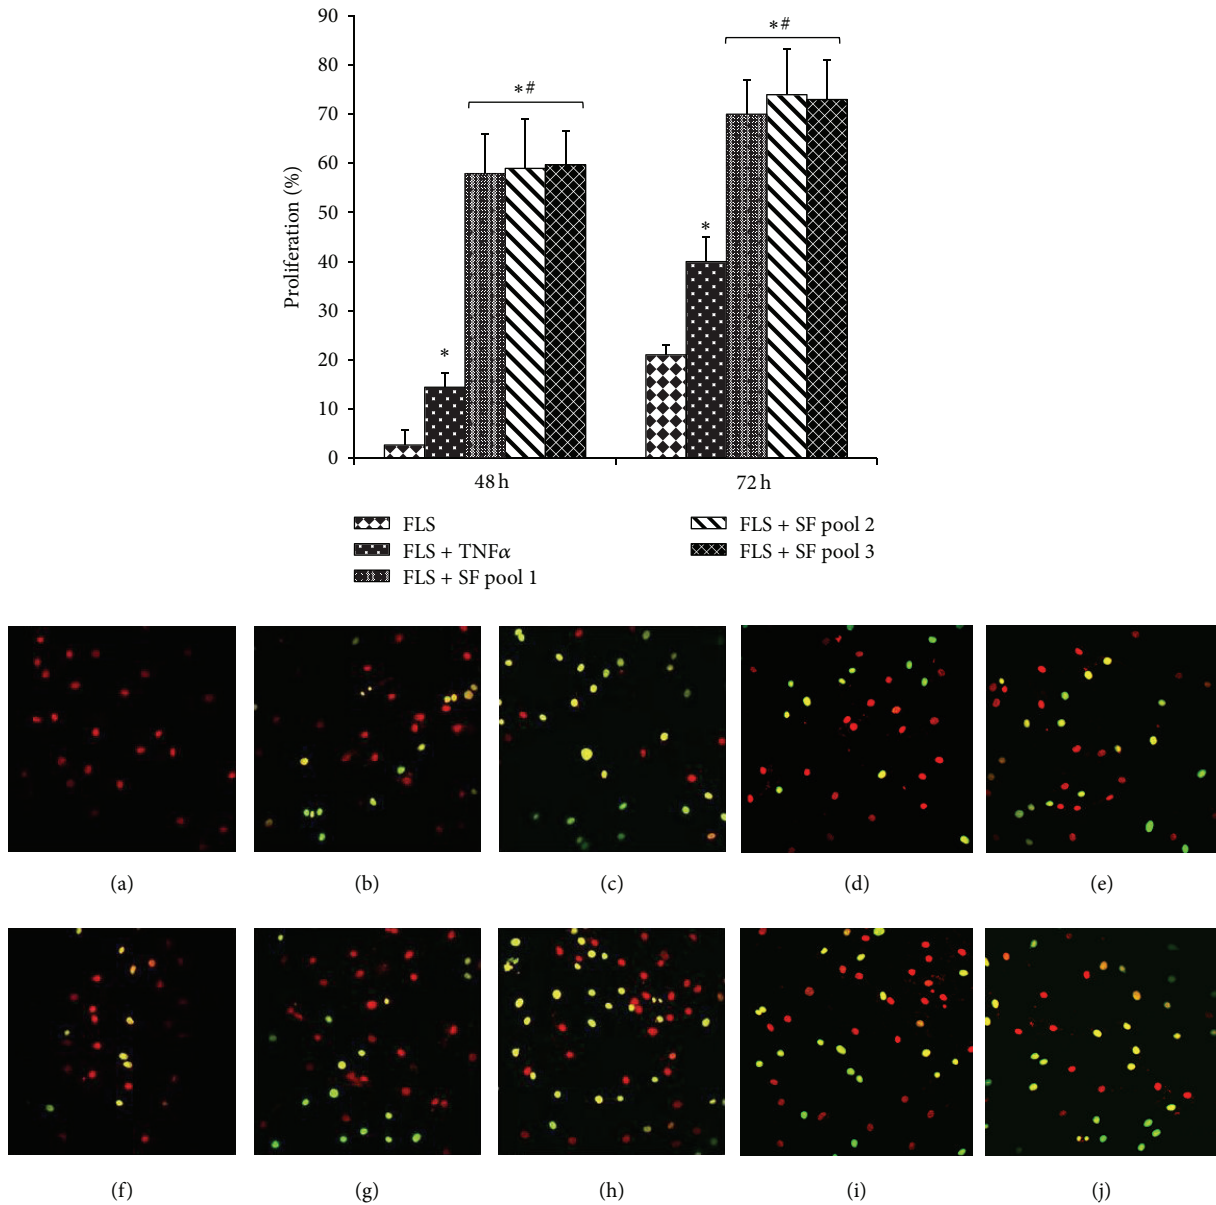 90
80
70
60
50
40
30
20
10
0
Proliferation (%)
*
*#
*
*#
48 h
72 h
FLS
FLS + TNFα
FLS + SF pool 1
FLS + SF pool 2
FLS + SF pool 3
(a)
(b)
(c)
(d)
(e)
(f)
(g)
(h)
(i)
(j)